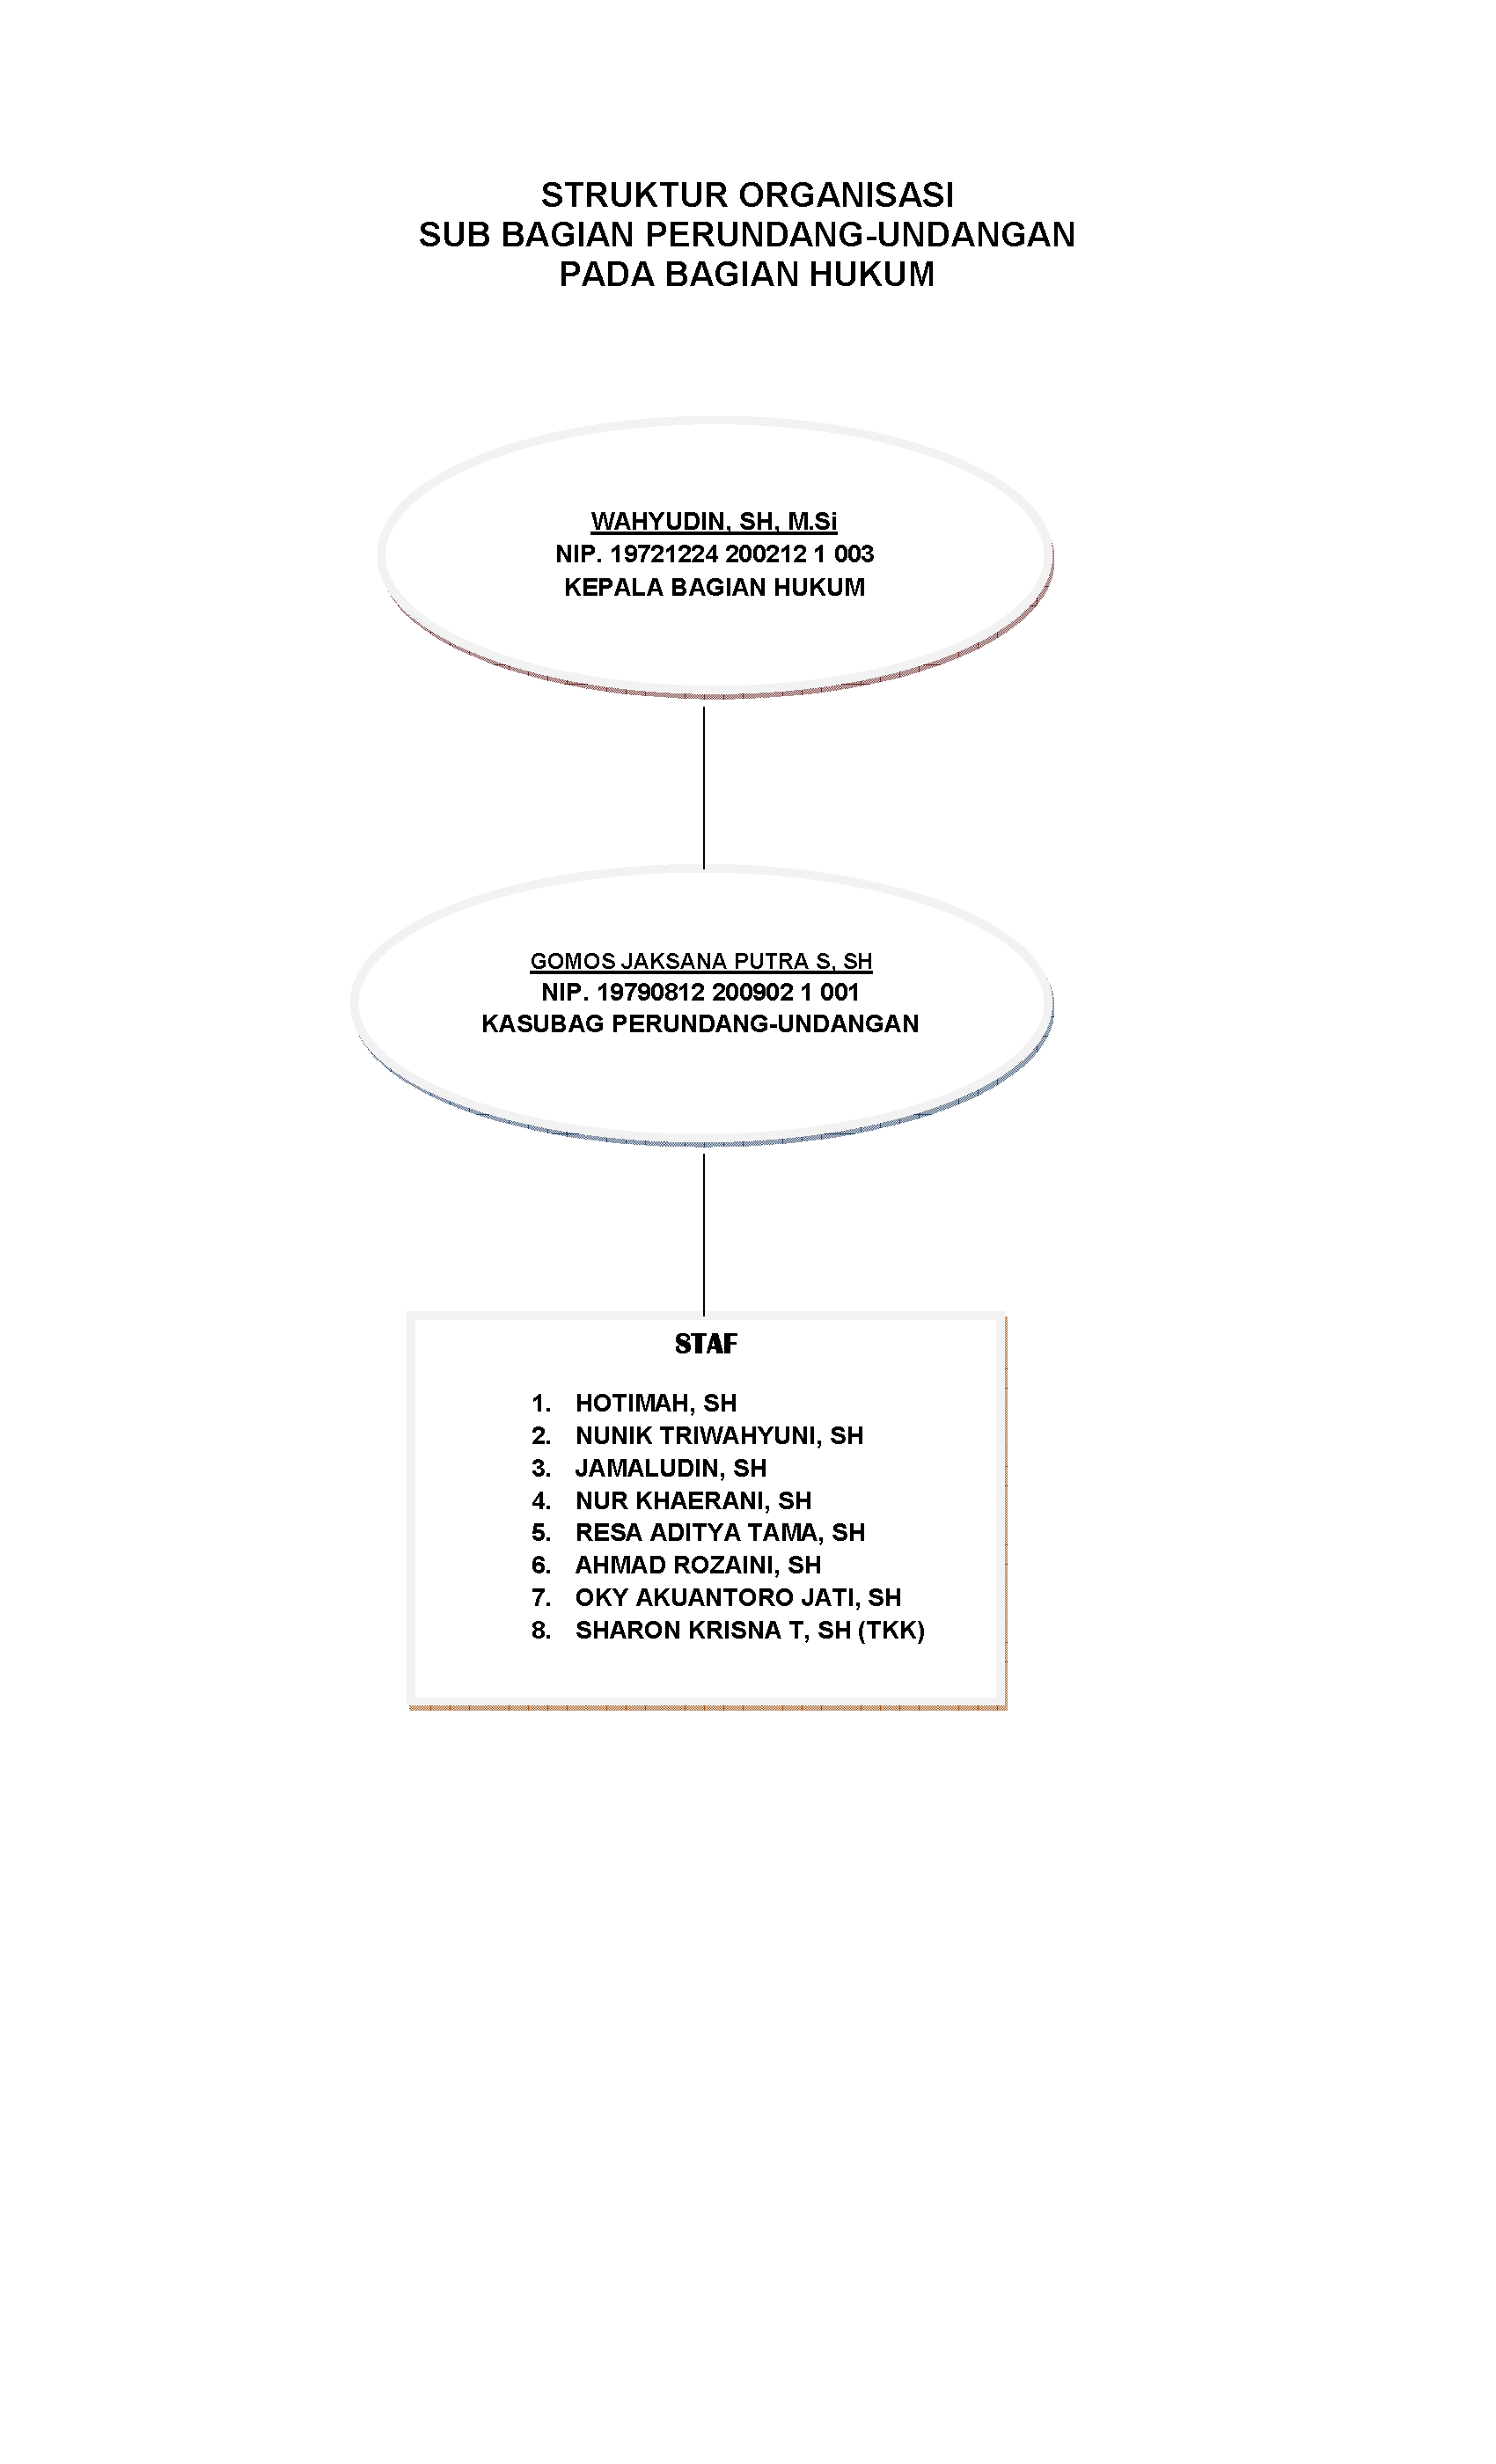 STRUKTUR ORGANISASI
SUB BAGIAN PERUNDANG-UNDANGAN
PADA BAGIAN HUKUM
WAHYUDIN, SH, M.Si
NIP. 19721224 200212 1 003
KEPALA BAGIAN HUKUM
GOMOS JAKSANA PUTRA S, SH
NIP. 19790812 200902 1 001
KASUBAG PERUNDANG-UNDANGAN
STAF
1. HOTIMAH, SH
2. NUNIK TRIWAHYUNI, SH
3. JAMALUDIN, SH
4. NUR KHAERANI, SH
5. RESA ADITYA TAMA, SH
6. AHMAD ROZAINI, SH
7. OKY AKUANTORO JATI, SH
8. SHARON KRISNA T, SH (TKK)